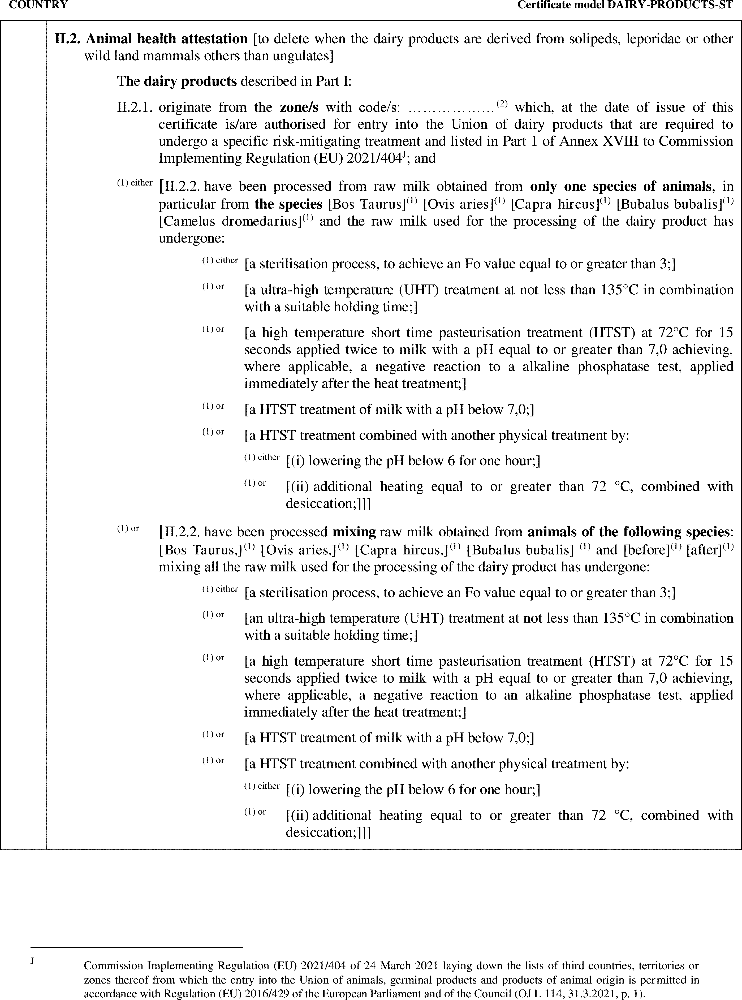 COUNTRY Certificate model DAIRY-PRODUCTS-ST
II.2. Animal health attestation [to delete when the dairy products are derived from solipeds, leporidae or other
wild land mammals others than ungulates]
The dairy products described in Part I:
II.2.1. originate from the zone/s with code/s: ………………(2) which, at the date of issue of this
certificate is/are authorised for entry into the Union of dairy products that are required to
undergo a specific risk-mitigating treatment and listed in Part 1 of Annex XVIII to Commission
Implementing Regulation (EU) 2021/404J; and
(1) either [II.2.2. have been processed from raw milk obtained from only one species of animals, in
particular from the species [Bos Taurus](1) [Ovis aries](1) [Capra hircus](1) [Bubalus bubalis](1)
[Camelus dromedarius](1) and the raw milk used for the processing of the dairy product has
undergone:
(1) either [a sterilisation process, to achieve an Fo value equal to or greater than 3;]
(1) or [a ultra-high temperature (UHT) treatment at not less than 135°C in combination
with a suitable holding time;]
(1) or [a high temperature short time pasteurisation treatment (HTST) at 72°C for 15
seconds applied twice to milk with a pH equal to or greater than 7,0 achieving,
where applicable, a negative reaction to a alkaline phosphatase test, applied
immediately after the heat treatment;]
(1) or [a HTST treatment of milk with a pH below 7,0;]
(1) or [a HTST treatment combined with another physical treatment by:
(1) either [(i) lowering the pH below 6 for one hour;]
(1) or [(ii) additional heating equal to or greater than 72 °C, combined with
desiccation;]]]
(1) or [II.2.2. have been processed mixing raw milk obtained from animals of the following species:
[Bos Taurus,](1) [Ovis aries,](1) [Capra hircus,](1) [Bubalus bubalis] (1) and [before](1) [after](1)
mixing all the raw milk used for the processing of the dairy product has undergone:
(1) either [a sterilisation process, to achieve an Fo value equal to or greater than 3;]
(1) or [an ultra-high temperature (UHT) treatment at not less than 135°C in combination
with a suitable holding time;]
(1) or [a high temperature short time pasteurisation treatment (HTST) at 72°C for 15
seconds applied twice to milk with a pH equal to or greater than 7,0 achieving,
where applicable, a negative reaction to an alkaline phosphatase test, applied
immediately after the heat treatment;]
(1) or [a HTST treatment of milk with a pH below 7,0;]
(1) or [a HTST treatment combined with another physical treatment by:
(1) either [(i) lowering the pH below 6 for one hour;]
(1) or [(ii) additional heating equal to or greater than 72 °C, combined with
desiccation;]]]
J Commission Implementing Regulation (EU) 2021/404 of 24 March 2021 laying down the lists of third countries, territories or
zones thereof from which the entry into the Union of animals, germinal products and products of animal origin is permitted in
accordance with Regulation (EU) 2016/429 of the European Parliament and of the Council (OJ L 114, 31.3.2021, p. 1).